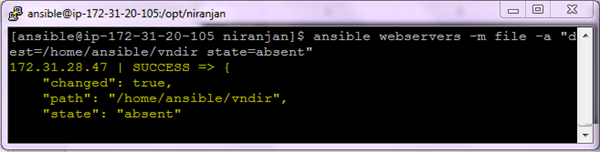 ansible@ip-172-31-20-105:/opt/niranjan
[ansible@ip-172-31-20-105 niranjan]$ ansible webservers -m file -a "d
est=/home/ansible/vndir state=absent"
172.31.28.47 | SUCCESS => {
    "changed": true,
    "path": "/home/ansible/vndir",
    "state": "absent"